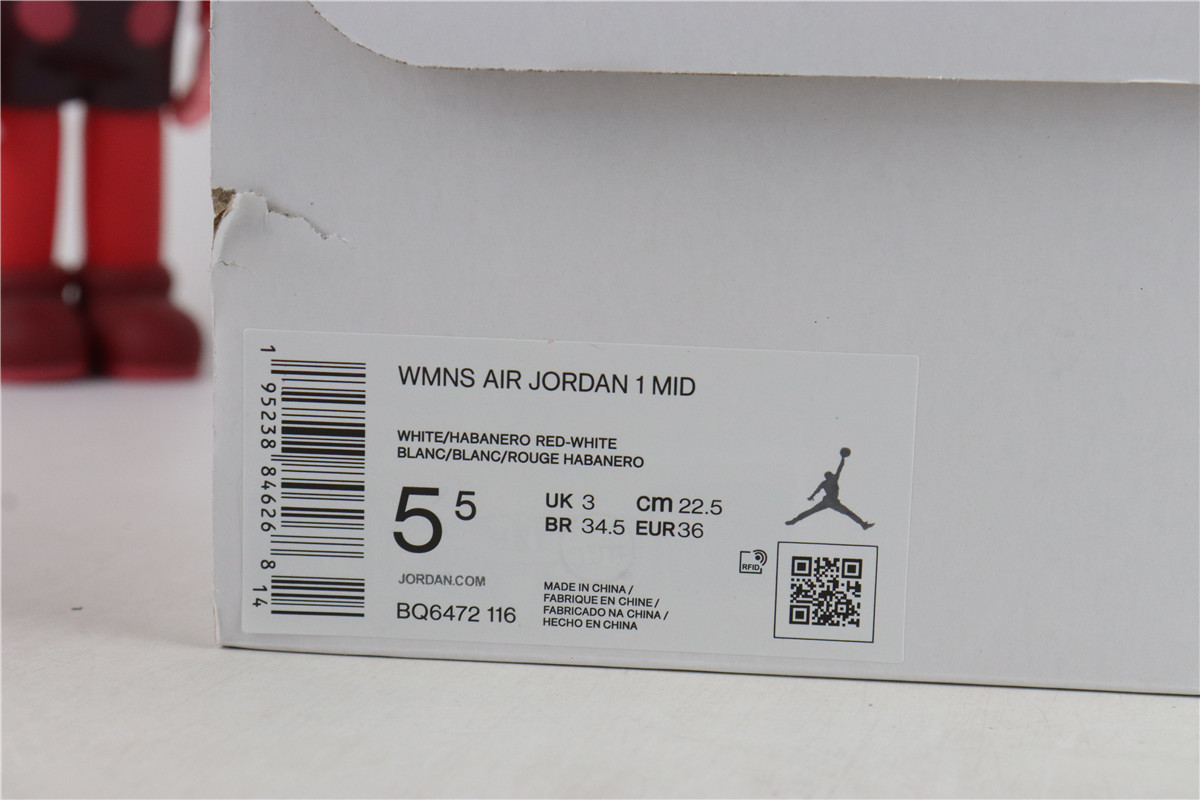 WMNS AIR JORDAN 1 MID
WHITE/HABANERO RED-WHITE
BLANC/BLANC/ROUGE HABANERO
5 5
UK 3 cm 22.5
BR 34.5 EUR 36
JORDAN.COM
BQ6472 116
MADE IN CHINA /
FABRIQUE EN CHINE /
FABRICADO NA CHINA /
HECHO EN CHINA
RFID
1 95238 84626 8 14